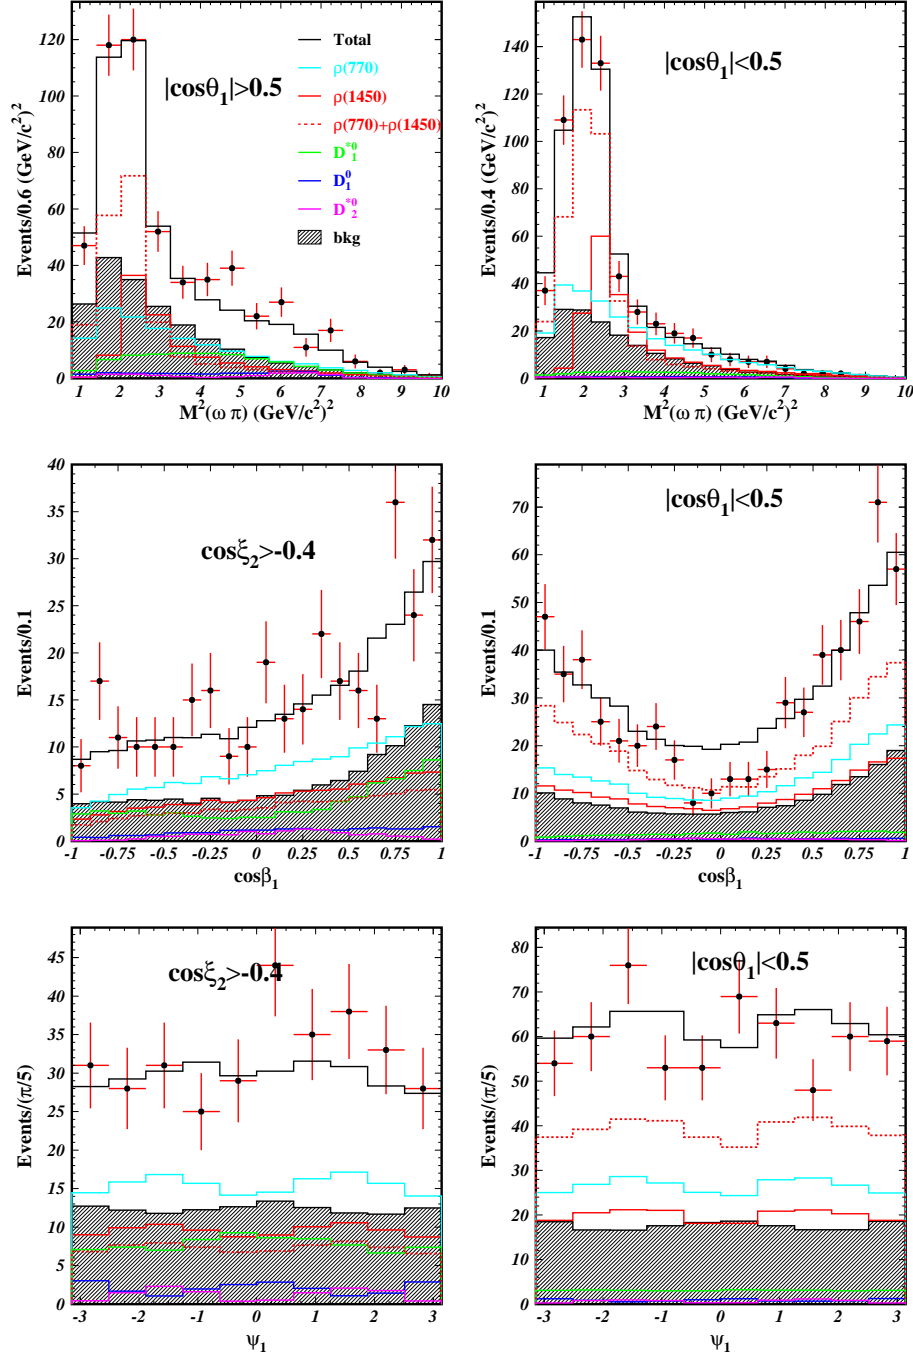 120
100
80
60
40
20
0
Events/0.6 (GeV/c²)²
|cosθ₁|>0.5
Total
ρ(770)
ρ(1450)
ρ(770)+ρ(1450)
D*⁰₁
D⁰₁
D*⁰₂
bkg
1 2 3 4 5 6 7 8 9 10
M²(ω π) (GeV/c²)²
140
120
100
80
60
40
20
0
Events/0.4 (GeV/c²)²
|cosθ₁|<0.5
1 2 3 4 5 6 7 8 9 10
M²(ω π) (GeV/c²)²
40
35
30
25
20
15
10
5
0
Events/0.1
cosξ₂>-0.4
-1 -0.75 -0.5 -0.25 0 0.25 0.5 0.75 1
cosβ₁
70
60
50
40
30
20
10
0
Events/0.1
|cosθ₁|<0.5
-1 -0.75 -0.5 -0.25 0 0.25 0.5 0.75 1
cosβ₁
45
40
35
30
25
20
15
10
5
0
Events/(π/5)
cosξ₂>-0.4
-3 -2 -1 0 1 2 3
ψ₁
80
70
60
50
40
30
20
10
0
Events/(π/5)
|cosθ₁|<0.5
-3 -2 -1 0 1 2 3
ψ₁